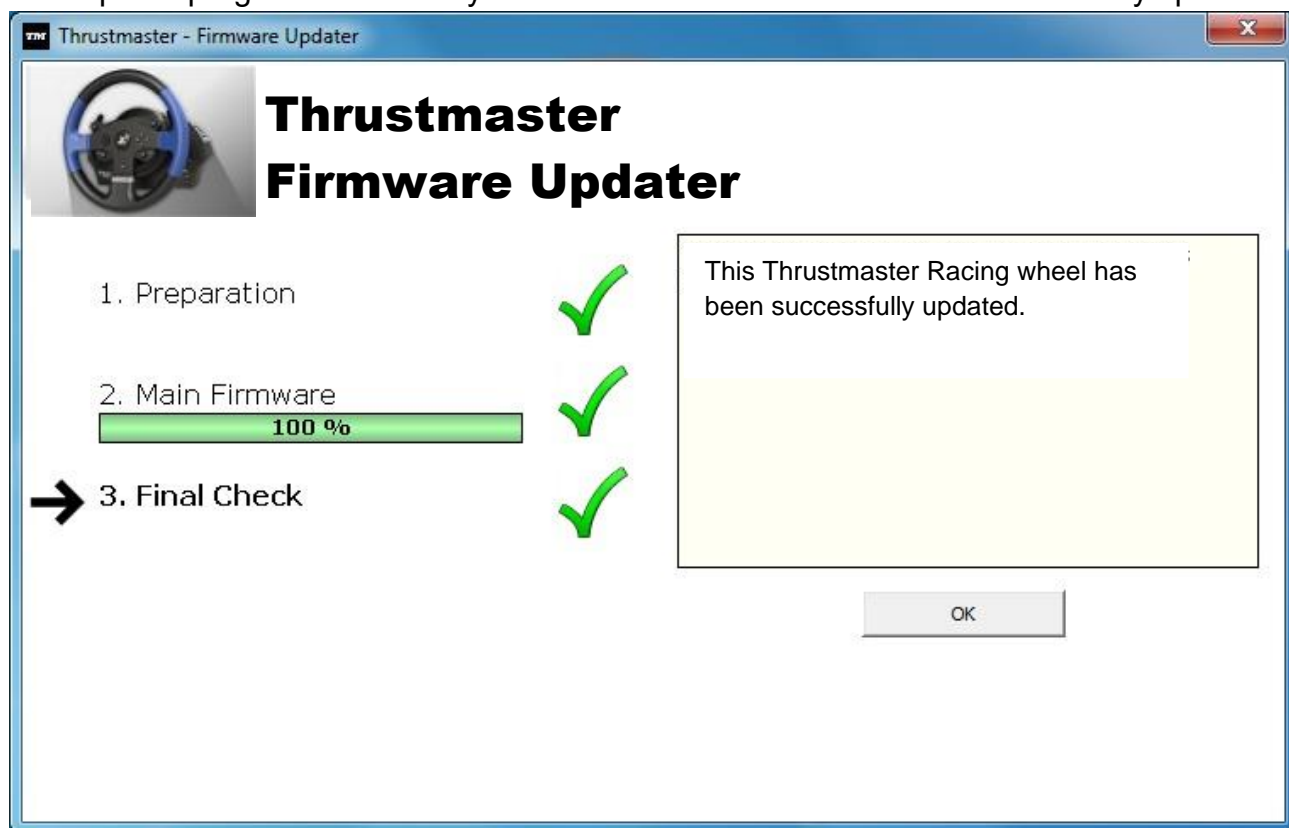 TM Thrustmaster - Firmware Updater
Thrustmaster
Firmware Updater
1. Preparation
This Thrustmaster Racing wheel has
been successfully updated.
2. Main Firmware
100 %
3. Final Check
OK